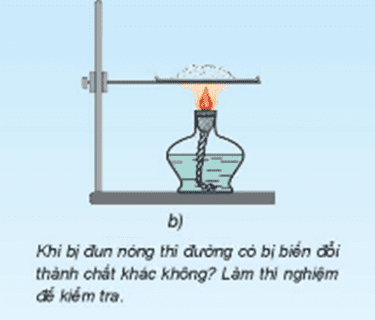 b)
Khi bị đun nóng thì đường có bị biến đổi
thành chất khác không? Làm thí nghiệm
để kiểm tra.